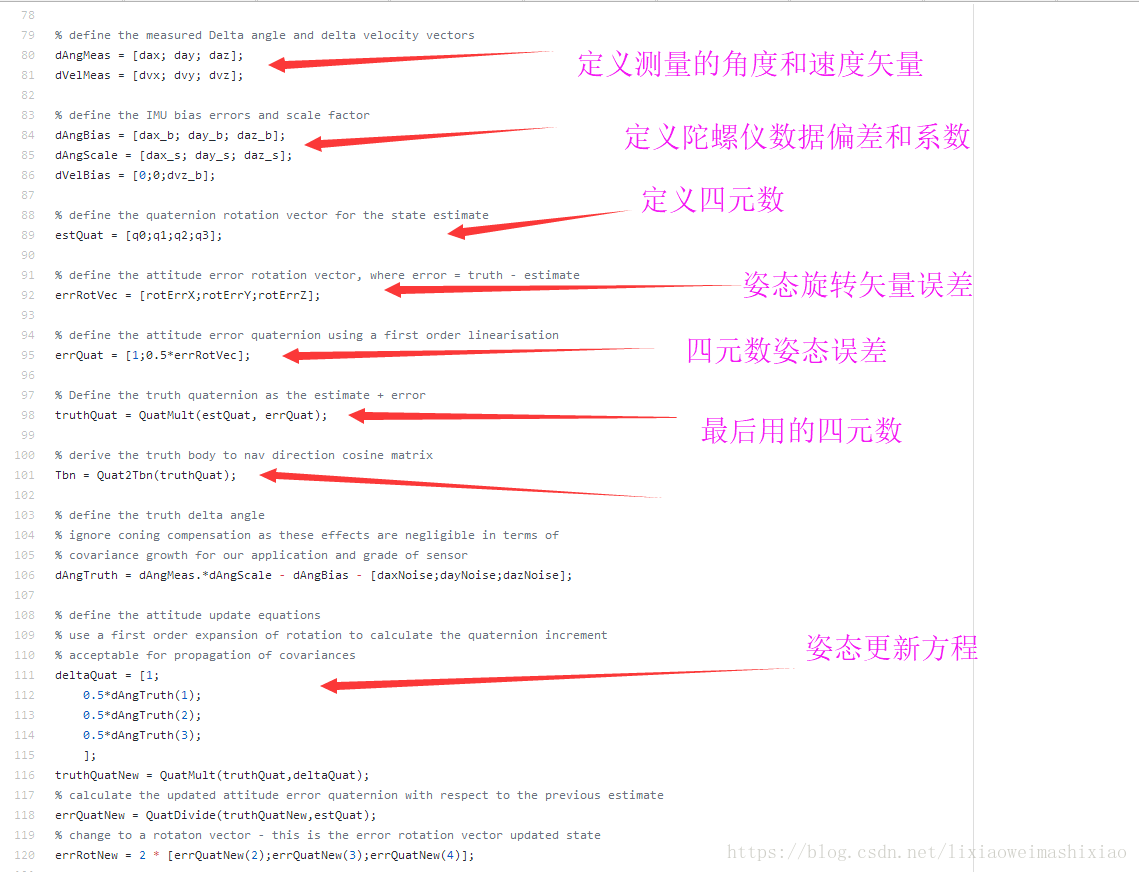 78
79 % define the measured Delta angle and delta velocity vectors
80 dAngMeas = [dax; day; daz];
定义测量的角度和速度矢量
81 dVelMeas = [dvx; dvy; dvz];
82
83 % define the IMU bias errors and scale factor
84 dAngBias = [dax_b; day_b; daz_b];
定义陀螺仪数据偏差和系数
85 dAngScale = [dax_s; day_s; daz_s];
86 dVelBias = [0;0;dvz_b];
87
定义四元数
88 % define the quaternion rotation vector for the state estimate
89 estQuat = [q0;q1;q2;q3];
90
91 % define the attitude error rotation vector, where error = truth - estimate
姿态旋转矢量误差
92 errRotVec = [rotErrX;rotErrY;rotErrZ];
93
94 % define the attitude error quaternion using a first order linearisation
95 errQuat = [1;0.5*errRotVec];
四元数姿态误差
96
97 % Define the truth quaternion as the estimate + error
98 truthQuat = QuatMult(estQuat, errQuat);
最后用的四元数
99
100 % derive the truth body to nav direction cosine matrix
101 Tbn = Quat2Tbn(truthQuat);
102
103 % define the truth delta angle
104 % ignore coning compensation as these effects are negligible in terms of
105 % covariance growth for our application and grade of sensor
106 dAngTruth = dAngMeas.*dAngScale - dAngBias - [daxNoise;dayNoise;dazNoise];
107
108 % define the attitude update equations
109 % use a first order expansion of rotation to calculate the quaternion increment
姿态更新方程
110 % acceptable for propagation of covariances
111 deltaQuat = [1;
112 0.5*dAngTruth(1);
113 0.5*dAngTruth(2);
114 0.5*dAngTruth(3);
115 ];
116 truthQuatNew = QuatMult(truthQuat,deltaQuat);
117 % calculate the updated attitude error quaternion with respect to the previous estimate
118 errQuatNew = QuatDivide(truthQuatNew,estQuat);
119 % change to a rotaton vector - this is the error rotation vector updated state
120 errRotNew = 2 * [errQuatNew(2);errQuatNew(3);errQuatNew(4)];
https://blog.csdn.net/lixiaoweimashixiao